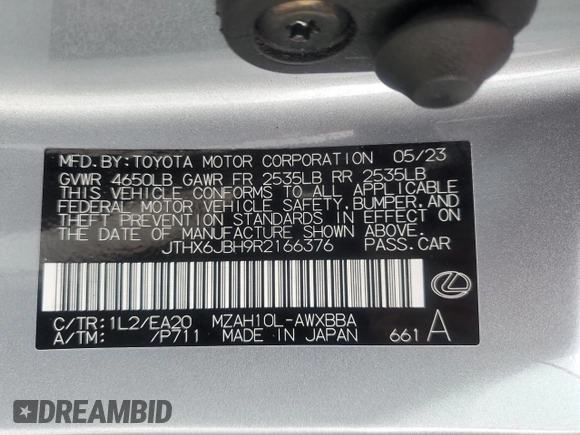 MFD.BY:TOYOTA MOTOR CORPORATION 05/23
GVWR 4650LB GAWR FR 2535LB RR 2535LB
THIS VEHICLE CONFORMS TO ALL APPLICABLE
FEDERAL MOTOR VEHICLE SAFETY,BUMPER,AND
THEFT PREVENTION STANDARDS IN EFFECT ON
THE DATE OF MANUFACTURE SHOWN ABOVE.
JTHX6JBH9R2166376 PASS.CAR
C/TR:1L2/EA20 MZAH10L-AWXBBA
A/TM: /P711 MADE IN JAPAN 661 A
DREAMBID